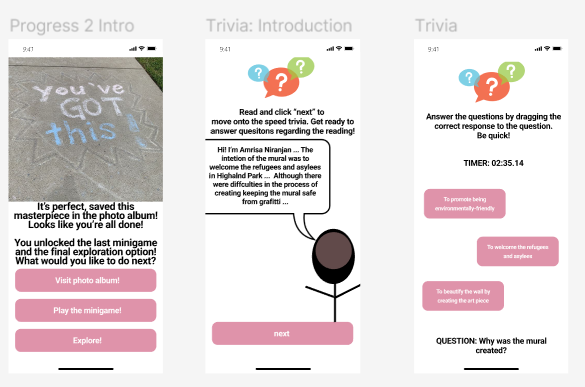 Progress 2 Intro
9:41
you've
GOT
this!
It's perfect, saved this
masterpiece in the photo album!
Looks like you're all done!
You unlocked the last minigame
and the final exploration option!
What would you like to do next?
Visit photo album!
Play the minigame!
Explore!
Trivia: Introduction
9:41
? ? ?
Read and click "next" to
move onto the speed trivia. Get ready to
answer quesitons regarding the reading!
Hi! I'm Amrisa Niranjan ... The
intetion of the mural was to
welcome the refugees and asylees
in Highalnd Park ... Although there
were diffculties in the process of
creating keeping the mural safe
from grafitti ...
next
Trivia
9:41
? ? ?
Answer the questions by dragging the
correct response to the question.
Be quick!
TIMER: 02:35.14
To promote being
environmentally-friendly
To welcome the refugees
and asylees
To beautify the wall by
creating the art piece
QUESTION: Why was the mural
created?